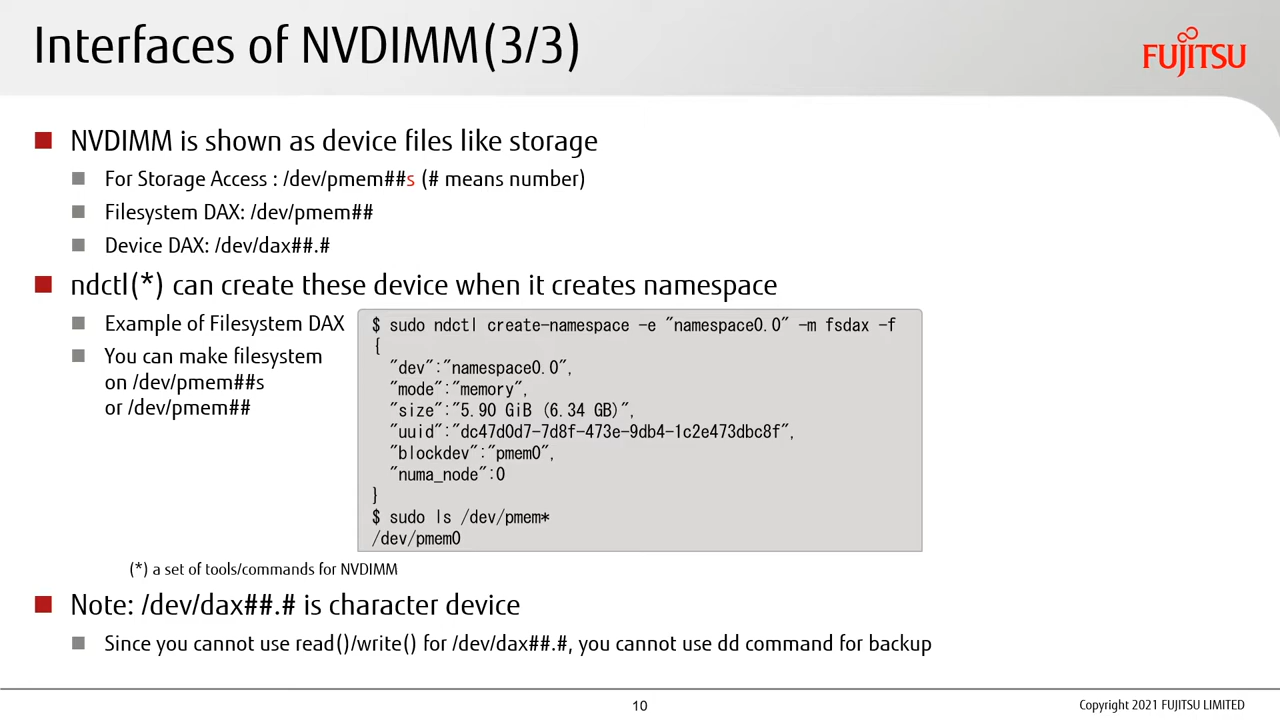 Interfaces of NVDIMM(3/3)
FUJITSU
NVDIMM is shown as device files like storage
For Storage Access : /dev/pmem##s (# means number)
Filesystem DAX: /dev/pmem##
Device DAX: /dev/dax##.#
ndctl(*) can create these device when it creates namespace
Example of Filesystem DAX
You can make filesystem
on /dev/pmem##s
or /dev/pmem##
$ sudo ndctl create-namespace -e "namespace0.0" -m fsdax -f
{
"dev":"namespace0.0",
"mode":"memory",
"size":"5.90 GiB (6.34 GB)",
"uuid":"dc47d0d7-7d8f-473e-9db4-1c2e473dbc8f",
"blockdev":"pmem0",
"numa_node":0
}
$ sudo ls /dev/pmem*
/dev/pmem0
(*) a set of tools/commands for NVDIMM
Note: /dev/dax##.# is character device
Since you cannot use read()/write() for /dev/dax##.#, you cannot use dd command for backup
10
Copyright 2021 FUJITSU LIMITED